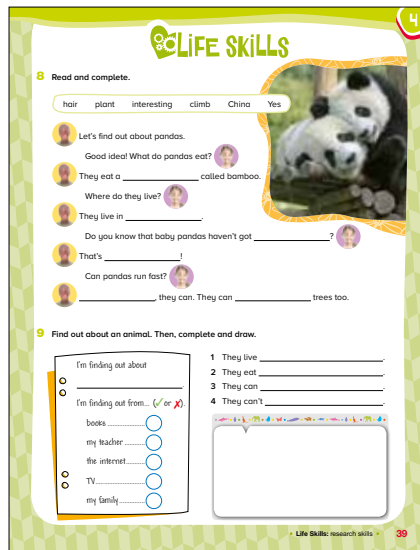 4
LiFE SKiLLS
8 Read and complete.
hair plant interesting climb China Yes
Let's find out about pandas.
Good idea! What do pandas eat?
They eat a ____________ called bamboo.
Where do they live?
They live in ____________.
Do you know that baby pandas haven't got ____________?
That's ____________!
Can pandas run fast?
____________, they can. They can ____________ trees too.
9 Find out about an animal. Then, complete and draw.
I'm finding out about
____________.
I'm finding out from... (✓ or ✗).
books ............
my teacher ............
the internet ............
TV ............
my family ............
1 They live ____________.
2 They eat ____________.
3 They can ____________.
4 They can't ____________.
• Life Skills: research skills • 39